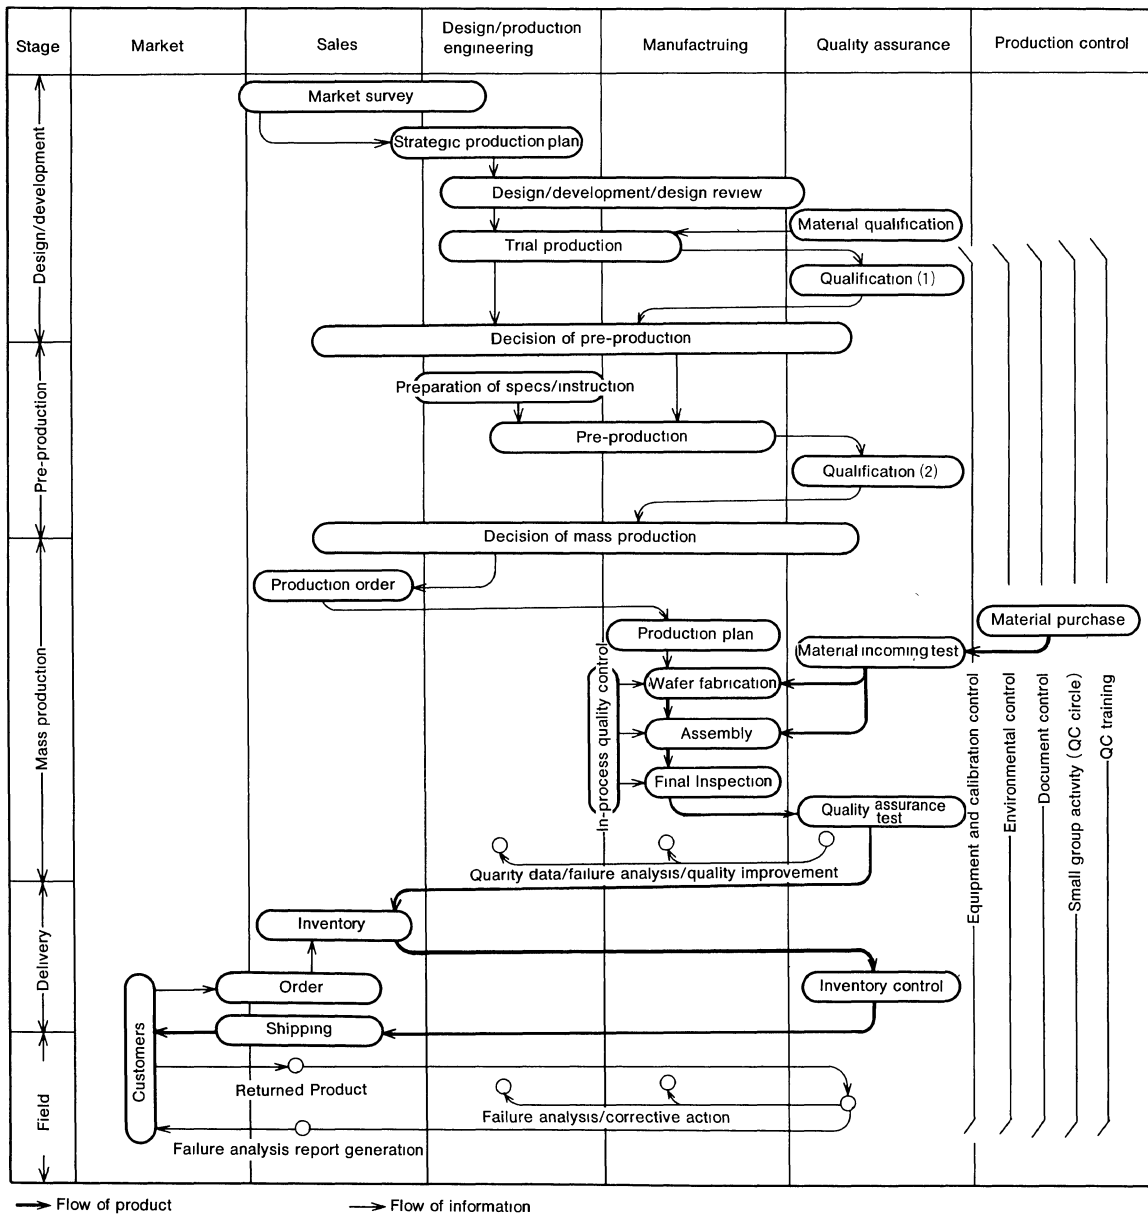 Stage
Market
Sales
Design/production
engineering
Manufactruing
Quality assurance
Production control
Design/development
Market survey
Strategic production plan
Design/development/design review
Material qualification
Trial production
Qualification (1)
Decision of pre-production
Pre-production
Preparation of specs/instruction
Pre-production
Qualification (2)
Decision of mass production
Mass production
Production order
Material purchase
Production plan
Material incoming test
In-process quality control
Wafer fabrication
Assembly
Final Inspection
Quality assurance
test
Quarity data/failure analysis/quality improvement
Equipment and calibration control
Environmental control
Document control
Small group activity (QC circle)
QC training
Delivery
Inventory
Order
Inventory control
Shipping
Customers
Field
Returned Product
Failure analysis/corrective action
Failure analysis report generation
Flow of product
Flow of information